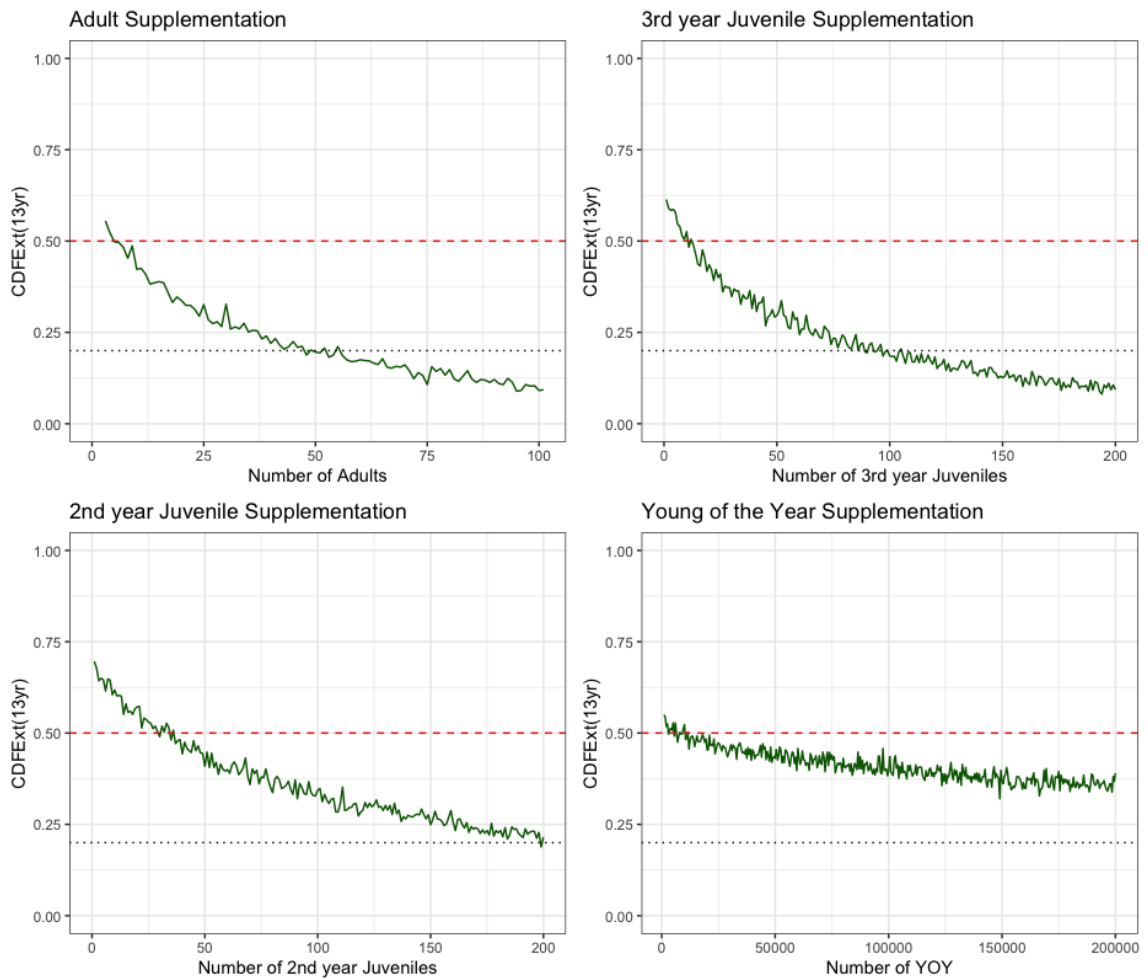 Adult Supplementation
1.00
0.75
0.50
0.25
0.00
CDFExt(13yr)
0 25 50 75 100
Number of Adults
3rd year Juvenile Supplementation
1.00
0.75
0.50
0.25
0.00
CDFExt(13yr)
0 50 100 150 200
Number of 3rd year Juveniles
2nd year Juvenile Supplementation
1.00
0.75
0.50
0.25
0.00
CDFExt(13yr)
0 50 100 150 200
Number of 2nd year Juveniles
Young of the Year Supplementation
1.00
0.75
0.50
0.25
0.00
CDFExt(13yr)
0 50000 100000 150000 200000
Number of YOY